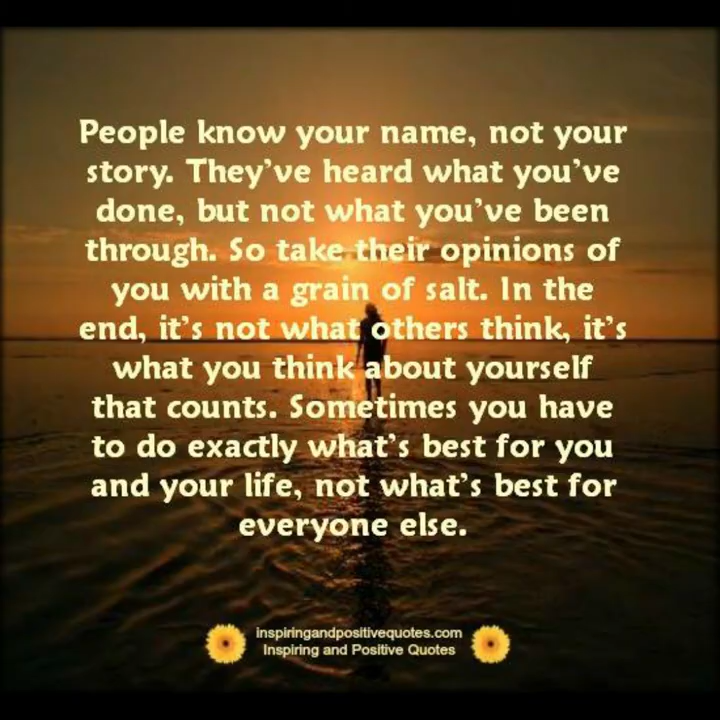 People know your name, not your
story. They've heard what you've
done, but not what you've been
through. So take their opinions of
you with a grain of salt. In the
end, it's not what others think, it's
what you think about yourself
that counts. Sometimes you have
to do exactly what's best for you
and your life, not what's best for
everyone else.
inspiringandpositivequotes.com
Inspiring and Positive Quotes